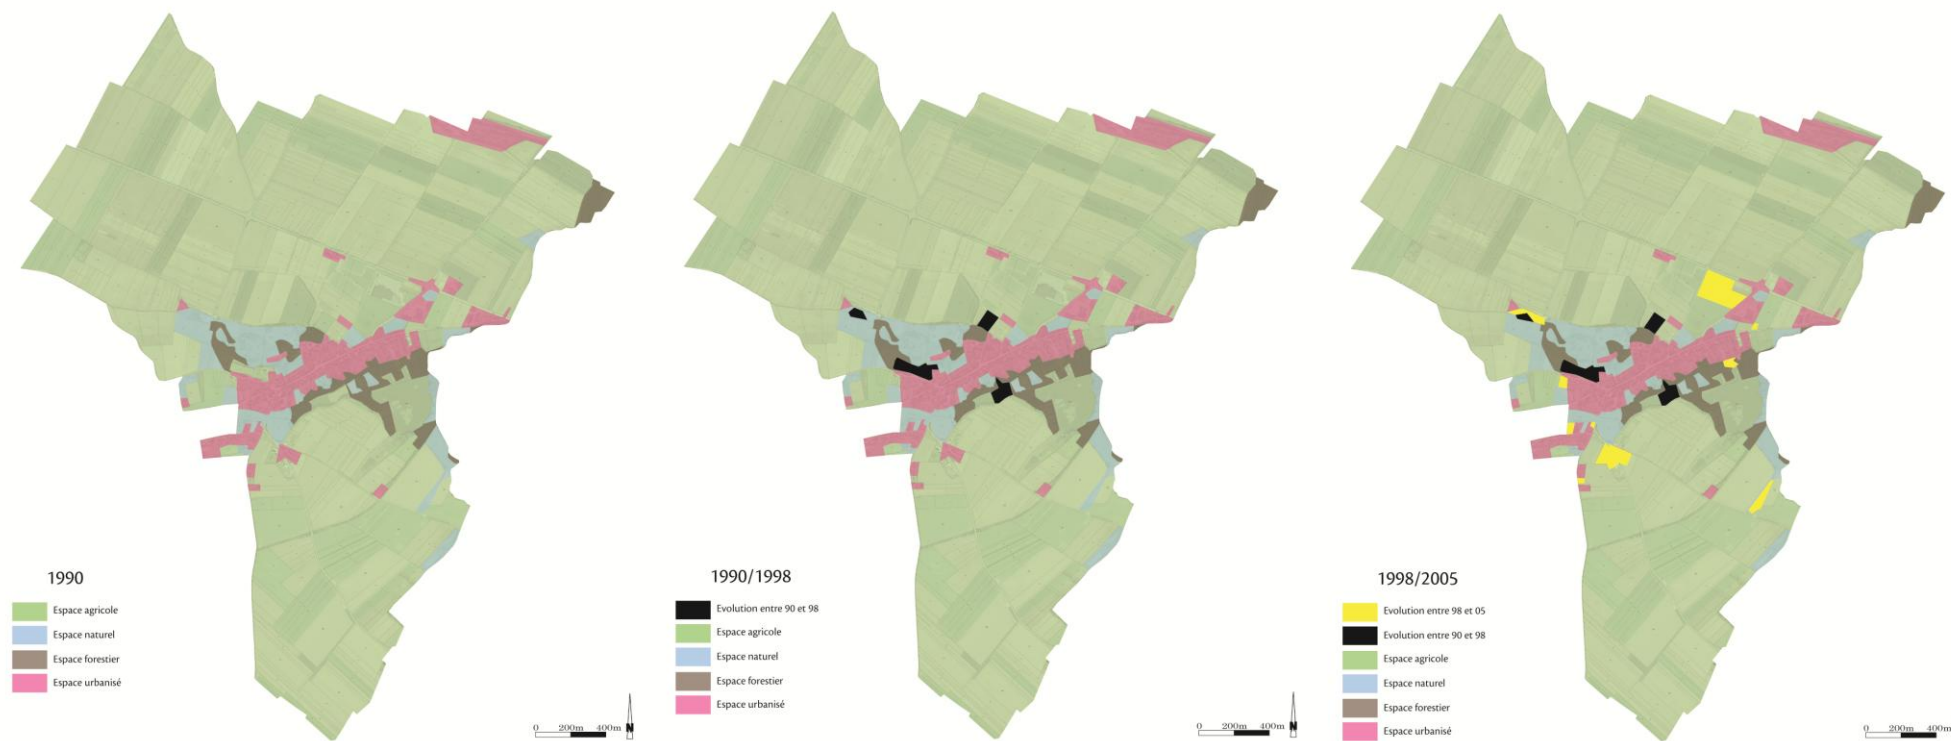 1990
Espace agricole
Espace naturel
Espace forestier
Espace urbanisé
0 200m 400m
N
1990/1998
Evolution entre 90 et 98
Espace agricole
Espace naturel
Espace forestier
Espace urbanisé
0 200m 400m
N
1998/2005
Evolution entre 98 et 05
Evolution entre 90 et 98
Espace agricole
Espace naturel
Espace forestier
Espace urbanisé
0 200m 400m